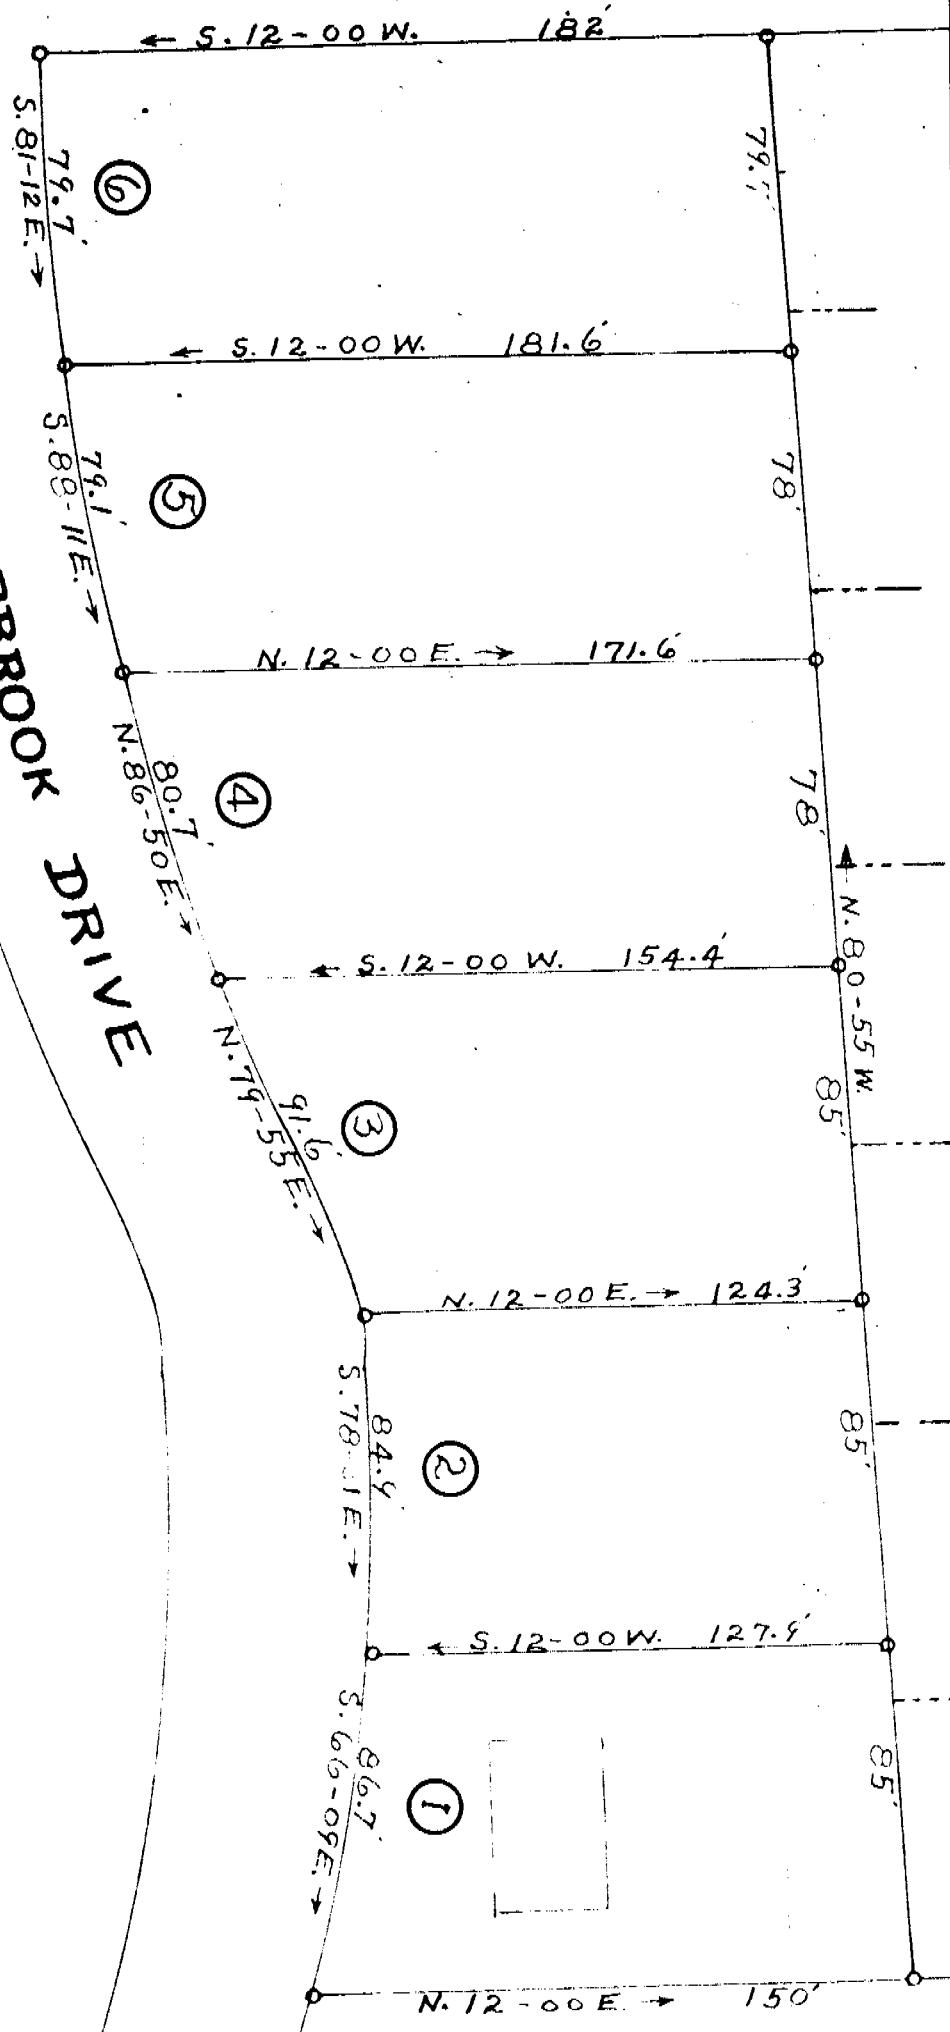 S. 12-00 W. 182'
79.7'
S. 81-12 E.
6
79.7'
S. 12-00 W. 181.6'
79.1'
S. 88-11 E.
5
78'
N. 12-00 E. 171.6'
80.7'
N. 86-50 E.
4
78'
N. 80-55 W.
S. 12-00 W. 154.4'
91.6'
N. 79-55 E.
3
85'
N. 12-00 E. 124.3'
84.9'
E.
2
85'
S. 12-00 W. 127.9'
86.7'
S. 66-09 E.
1
85'
N. 12-00 E. 150'
DRIVE